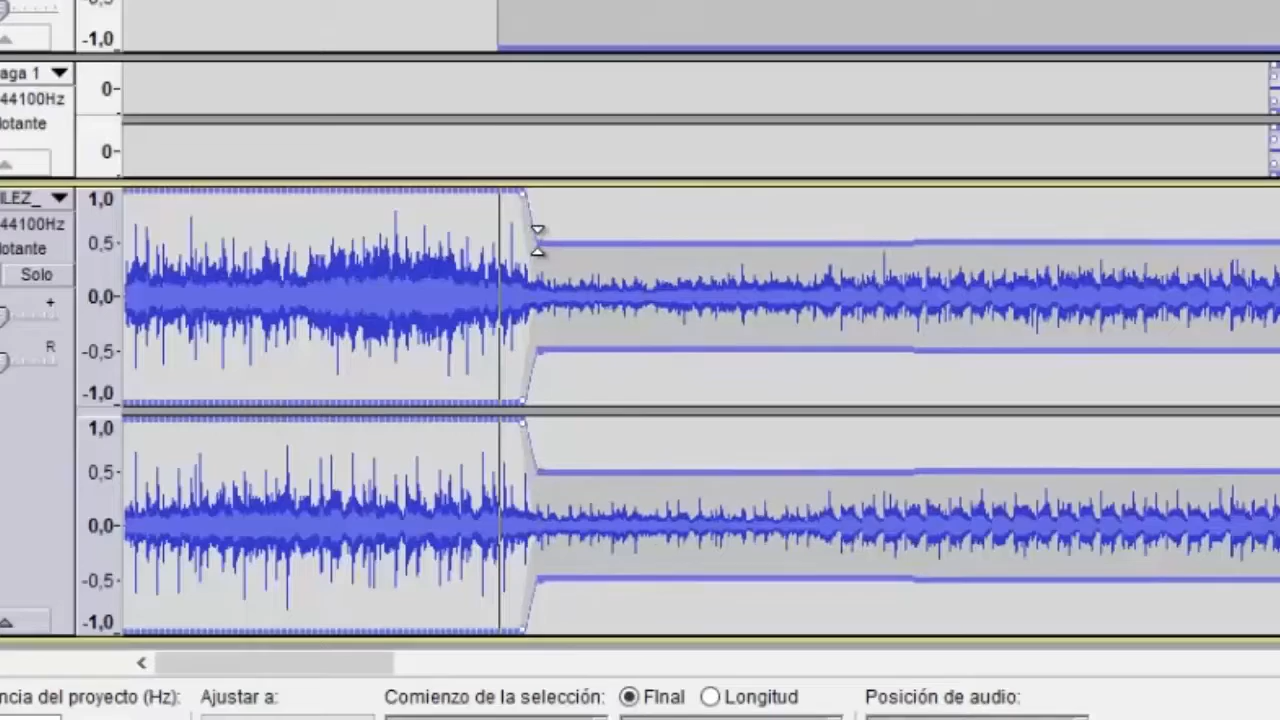 -1,0
aga 1
44100Hz
lotante
0-
0-
ILEZ_
44100Hz
lotante
Solo
+
R
1,0
0,5-
0,0-
-0,5-
-1,0
1,0
0,5-
0,0-
-0,5-
-1,0
ncia del proyecto (Hz):
Ajustar a:
Comienzo de la selección:
FInal
Longitud
Posición de audio: